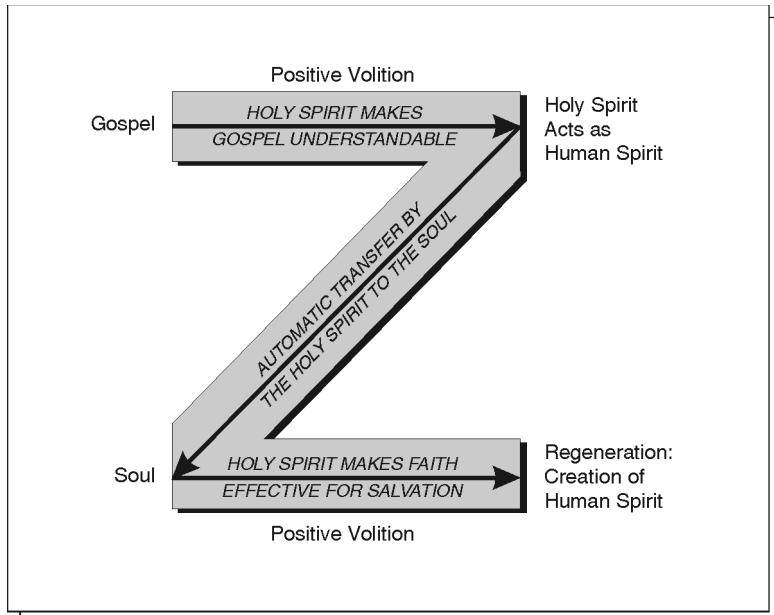 Positive Volition
Gospel
HOLY SPIRIT MAKES
GOSPEL UNDERSTANDABLE
Holy Spirit
Acts as
Human Spirit
AUTOMATIC TRANSFER BY
THE HOLY SPIRIT TO THE SOUL
Soul
HOLY SPIRIT MAKES FAITH
EFFECTIVE FOR SALVATION
Regeneration:
Creation of
Human Spirit
Positive Volition